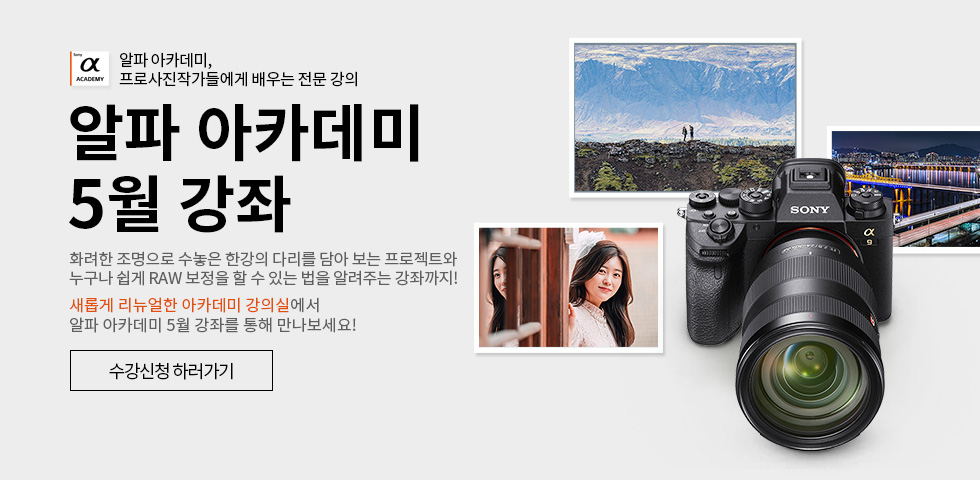 Sony
α
ACADEMY
알파 아카데미,
프로사진작가들에게 배우는 전문 강의
알파 아카데미
5월 강좌
화려한 조명으로 수놓은 한강의 다리를 담아 보는 프로젝트와
누구나 쉽게 RAW 보정을 할 수 있는 법을 알려주는 강좌까지!
새롭게 리뉴얼한 아카데미 강의실에서
알파 아카데미 5월 강좌를 통해 만나보세요!
수강신청 하러가기
SONY
α
9